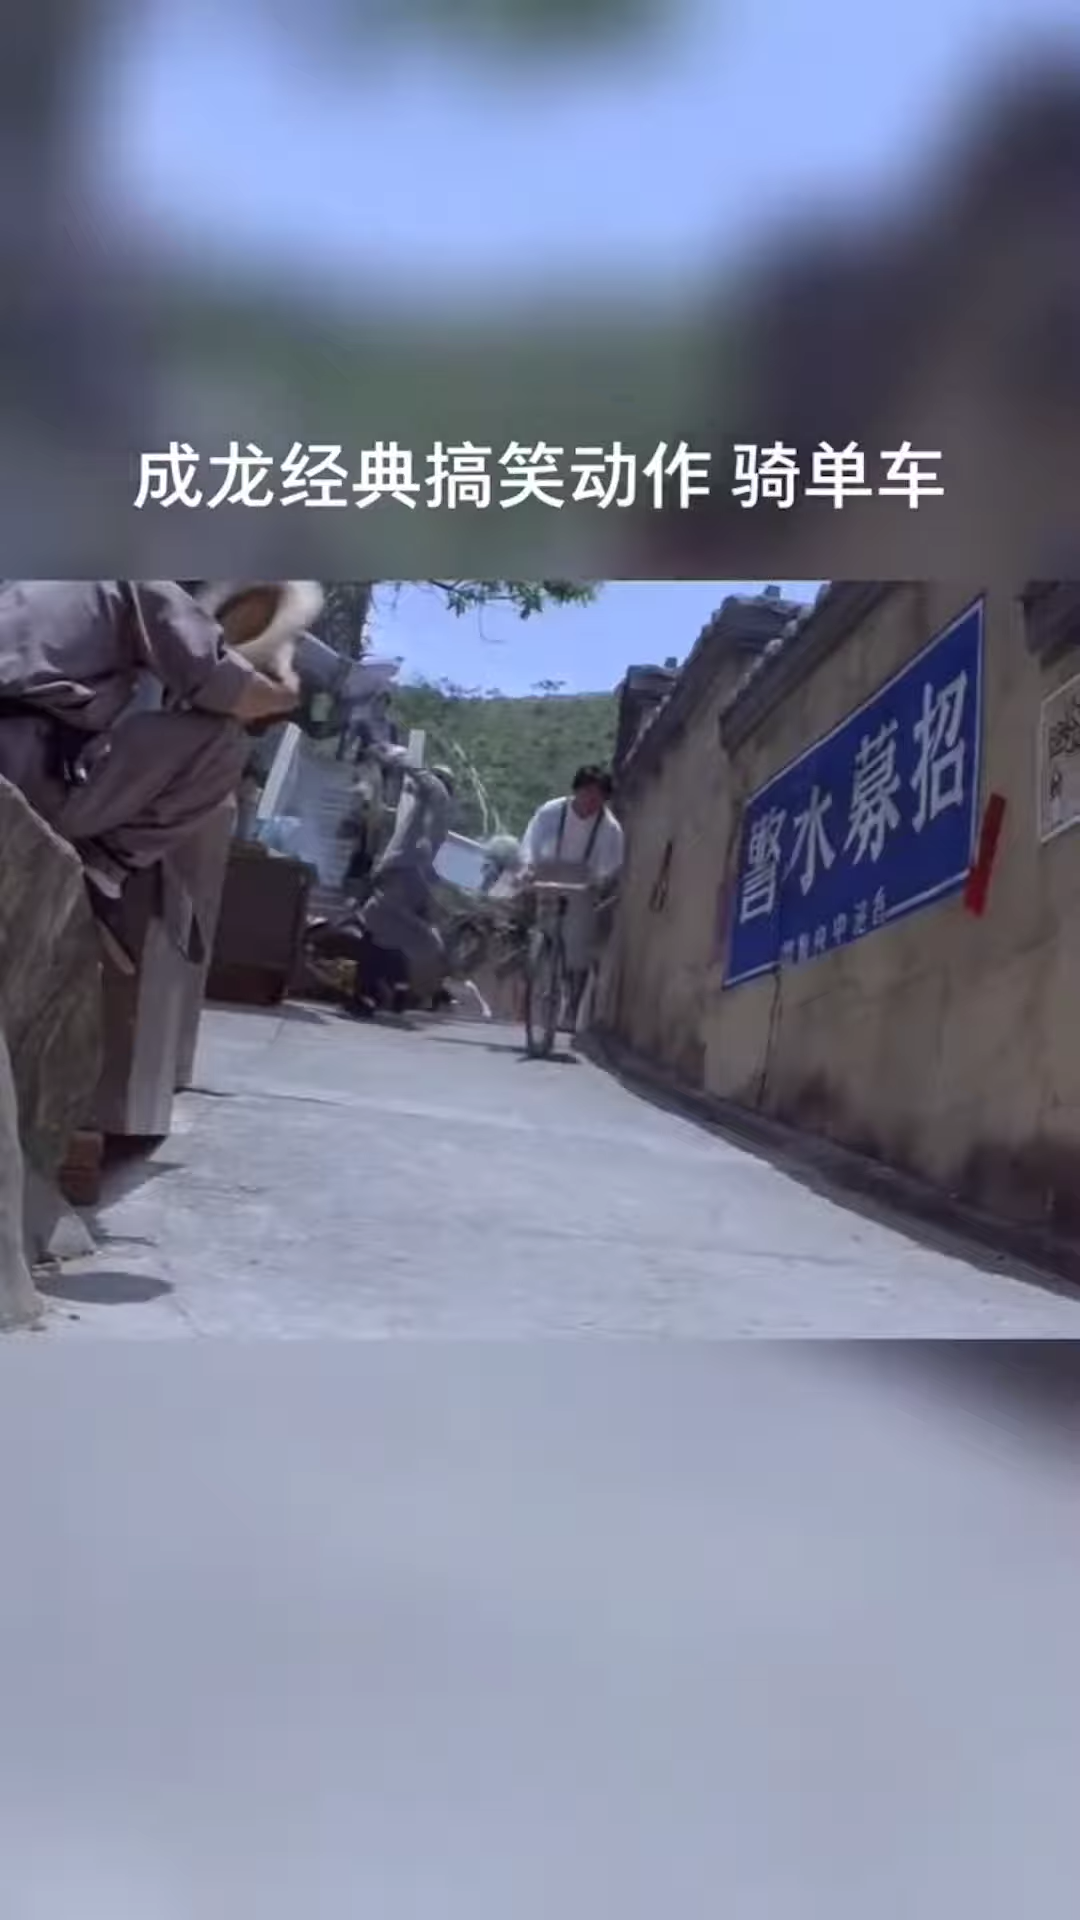 成龙经典搞笑动作 骑单车
招募水警